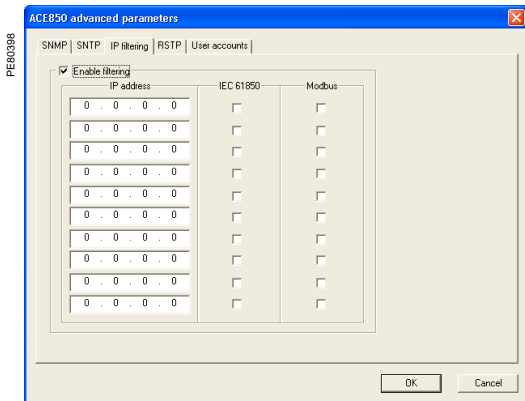 PE80398
ACE850 advanced parameters
SNMP SNTP IP filtering RSTP User accounts
Enable filtering
IP address IEC 61850 Modbus
0 . 0 . 0 . 0
0 . 0 . 0 . 0
0 . 0 . 0 . 0
0 . 0 . 0 . 0
0 . 0 . 0 . 0
0 . 0 . 0 . 0
0 . 0 . 0 . 0
0 . 0 . 0 . 0
0 . 0 . 0 . 0
0 . 0 . 0 . 0
OK Cancel